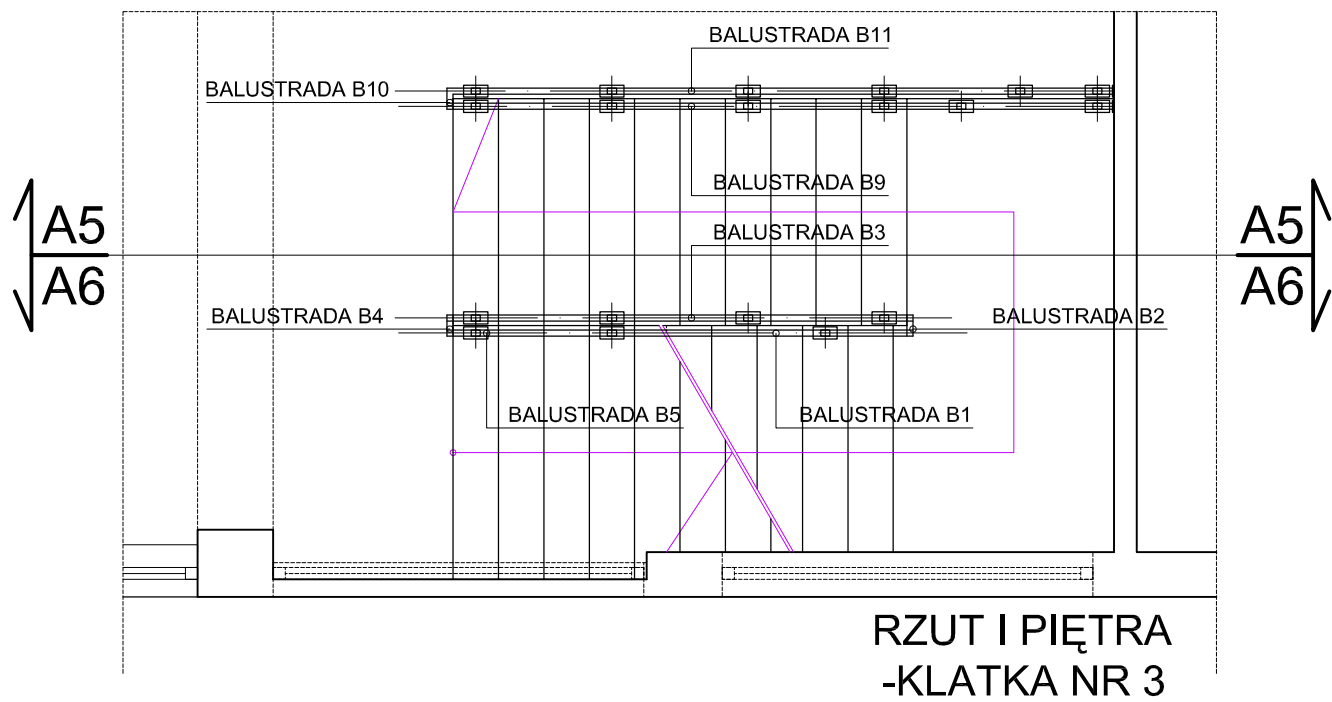 BALUSTRADA B11
BALUSTRADA B10
BALUSTRADA B9
A5
A6
BALUSTRADA B3
A5
A6
BALUSTRADA B4
BALUSTRADA B2
BALUSTRADA B5
BALUSTRADA B1
RZUT I PIĘTRA
-KLATKA NR 3